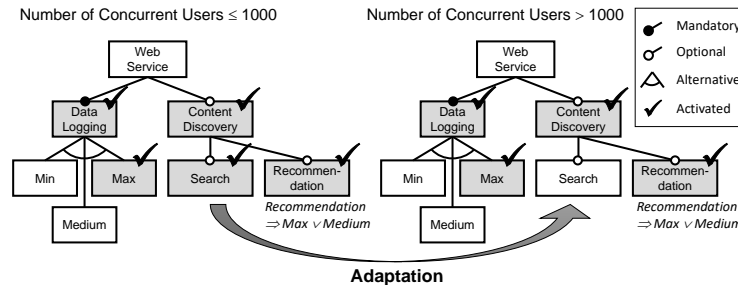 Number of Concurrent Users ≤ 1000
Number of Concurrent Users > 1000
Mandatory
Optional
Alternative
Activated
Web
Service
Data
Logging
Content
Discovery
Min
Max
Search
Recommen-
dation
Medium
Recommendation
⇒ Max ∨ Medium
Web
Service
Data
Logging
Content
Discovery
Min
Max
Search
Recommen-
dation
Medium
Recommendation
⇒ Max ∨ Medium
Adaptation